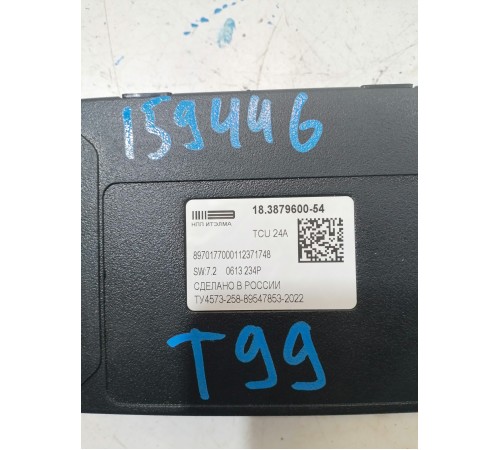 159446
18.3879600-54
НПП ИТЭЛМА
TCU 24A
8970177000112371748
SW:7.2 0613 234P
СДЕЛАНО В РОССИИ
ТУ4573-258-89547853-2022
T99